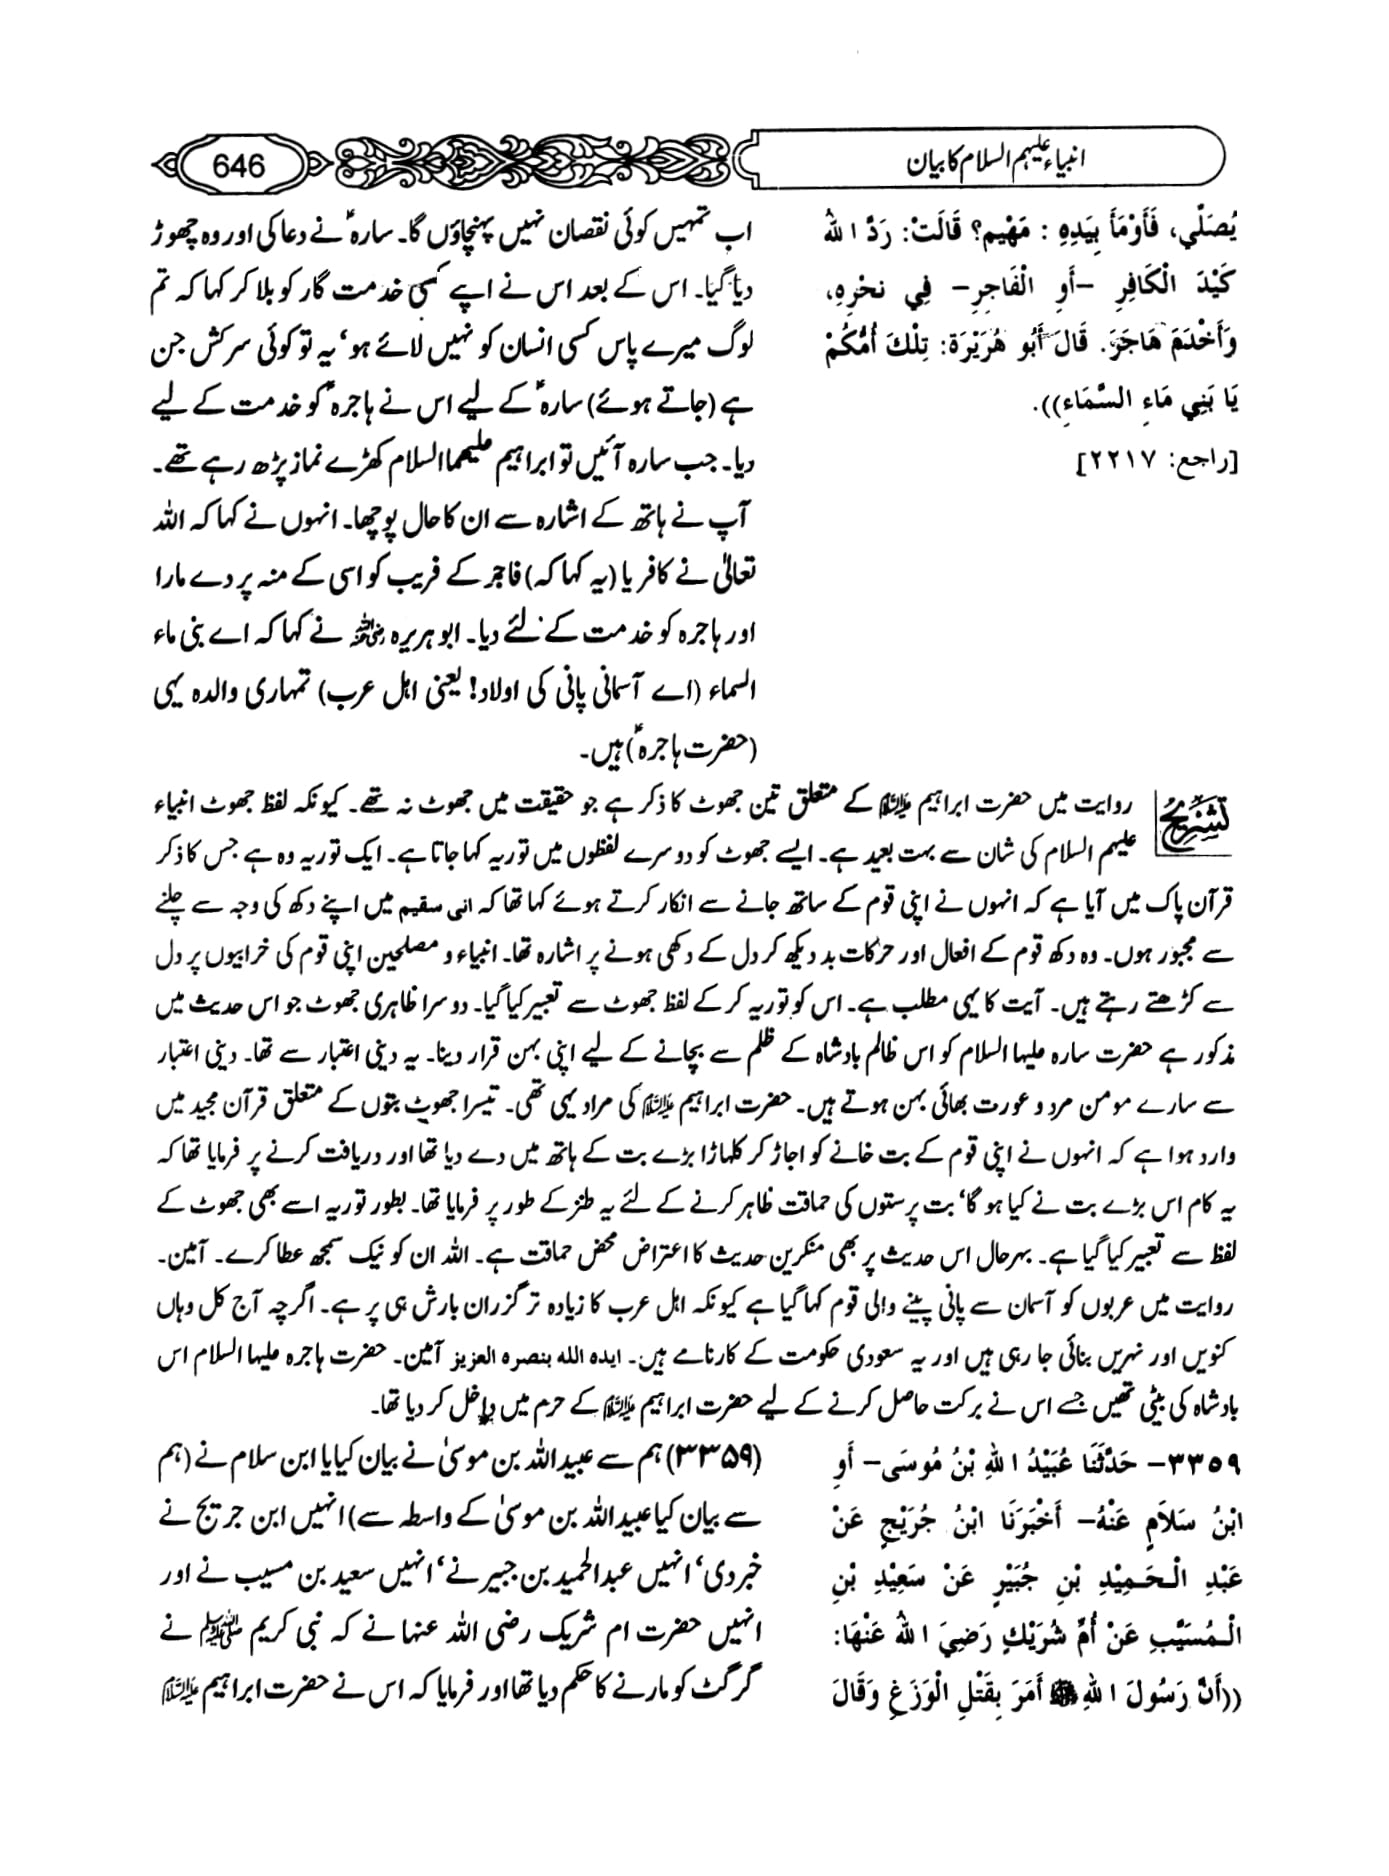 انبیاء علیہم السلام کا بیان
646
يُصَلِّي، فَأَوْمَأَ بِيَدِهِ : مَهْيَم؟ قَالَتْ: رَدَّ اللهُ
كَيْدَ الْكَافِرِ –أَوِ الْفَاجِرِ– فِي نَحْرِهِ،
وَأَخْدَمَ هَاجَرَ. قَالَ أَبُو هُرَيْرَةَ: تِلْكَ أُمُّكُمْ
يَا بَنِي مَاءِ السَّمَاءِ)).
[راجع: ٢٢١٧]
اب تمہیں کوئی نقصان نہیں پہنچاؤں گا۔ سارہؑ نے دعا کی اور وہ چھوڑ
دیا گیا۔ اس کے بعد اس نے اپنے کسی خدمت گار کو بلا کر کہا کہ تم
لوگ میرے پاس کسی انسان کو نہیں لائے ہو‘ یہ تو کوئی سرکش جن
ہے (جاتے ہوئے) سارہؑ کے لیے اس نے ہاجرہؑ کو خدمت کے لیے
دیا۔ جب سارہ آئیں تو ابراہیم علیہما السلام کھڑے نماز پڑھ رہے تھے۔
آپ نے ہاتھ کے اشارہ سے ان کا حال پوچھا۔ انہوں نے کہا کہ اللہ
تعالیٰ نے کافر یا (یہ کہا کہ) فاجر کے فریب کو اسی کے منہ پر دے مارا
اور ہاجرہ کو خدمت کے لئے دیا۔ ابو ہریرہ رضی اللہ عنہ نے کہا کہ اے بنی ماء
السماء (اے آسمانی پانی کی اولاد! یعنی اہل عرب) تمہاری والدہ یہی
(حضرت ہاجرہؑ) ہیں۔
تشریح روایت میں حضرت ابراہیم علیہ السلام کے متعلق تین جھوٹ کا ذکر ہے جو حقیقت میں جھوٹ نہ تھے۔ کیونکہ لفظ جھوٹ انبیاء
علیہم السلام کی شان سے بہت بعید ہے۔ ایسے جھوٹ کو دوسرے لفظوں میں توریہ کہا جاتا ہے۔ ایک توریہ وہ ہے جس کا ذکر
قرآن پاک میں آیا ہے کہ انہوں نے اپنی قوم کے ساتھ جانے سے انکار کرتے ہوئے کہا تھا کہ انی سقیم میں اپنے دکھ کی وجہ سے چلنے
سے مجبور ہوں۔ وہ دکھ قوم کے افعال اور حرکات بد دیکھ کر دل کے دکھی ہونے پر اشارہ تھا۔ انبیاء و مصلحین اپنی قوم کی خرابیوں پر دل
سے کڑھتے رہتے ہیں۔ آیت کا یہی مطلب ہے۔ اس کو توریہ کر کے لفظ جھوٹ سے تعبیر کیا گیا۔ دوسرا ظاہری جھوٹ جو اس حدیث میں
مذکور ہے حضرت سارہ علیہا السلام کو اس ظالم بادشاہ کے ظلم سے بچانے کے لیے اپنی بہن قرار دینا۔ یہ دینی اعتبار سے تھا۔ دینی اعتبار
سے سارے مومن مرد و عورت بھائی بہن ہوتے ہیں۔ حضرت ابراہیم علیہ السلام کی مراد یہی تھی۔ تیسرا جھوٹ بتوں کے متعلق قرآن مجید میں
وارد ہوا ہے کہ انہوں نے اپنی قوم کے بت خانے کو اجاڑ کر کلہاڑا بڑے بت کے ہاتھ میں دے دیا تھا اور دریافت کرنے پر فرمایا تھا کہ
یہ کام اس بڑے بت نے کیا ہو گا‘ بت پرستوں کی حماقت ظاہر کرنے کے لئے یہ طنز کے طور پر فرمایا تھا۔ بطور توریہ اسے بھی جھوٹ کے
لفظ سے تعبیر کیا گیا ہے۔ بہرحال اس حدیث پر بھی منکرین حدیث کا اعتراض محض حماقت ہے۔ اللہ ان کو نیک سمجھ عطا کرے۔ آمین۔
روایت میں عربوں کو آسمان سے پانی پینے والی قوم کہا گیا ہے کیونکہ اہل عرب کا زیادہ تر گزران بارش ہی پر ہے۔ اگرچہ آج کل وہاں
کنویں اور نہریں بنائی جا رہی ہیں اور یہ سعودی حکومت کے کارنامے ہیں۔ ایدہ اللہ بنصرہ العزیز آمین۔ حضرت ہاجرہ علیہا السلام اس
بادشاہ کی بیٹی تھیں جسے اس نے برکت حاصل کرنے کے لیے حضرت ابراہیم علیہ السلام کے حرم میں داخل کر دیا تھا۔
٣٣٥٩– حَدَّثَنَا عُبَيْدُ اللهِ بْنُ مُوسَى– أَوِ
ابْنُ سَلَامٍ عَنْهُ– أَخْبَرَنَا ابْنُ جُرَيْجٍ عَنْ
عَبْدِ الْحَمِيْدِ بْنِ جُبَيْرٍ عَنْ سَعِيْدِ بْنِ
الْمُسَيَّبِ عَنْ أُمِّ شُرَيْكٍ رَضِيَ اللهُ عَنْهَا:
((أَنَّ رَسُولَ اللهِ ﷺ أَمَرَ بِقَتْلِ الْوَزَغِ وَقَالَ
(۳۳۵۹) ہم سے عبیداللہ بن موسیٰ نے بیان کیا یا ابن سلام نے (ہم
سے بیان کیا عبیداللہ بن موسیٰ کے واسطہ سے) انہیں ابن جریج نے
خبر دی‘ انہیں عبدالحمید بن جبیر نے‘ انہیں سعید بن مسیب نے اور
انہیں حضرت ام شریک رضی اللہ عنہا نے کہ نبی کریم ﷺ نے
گرگٹ کو مارنے کا حکم دیا تھا اور فرمایا کہ اس نے حضرت ابراہیم علیہ السلام